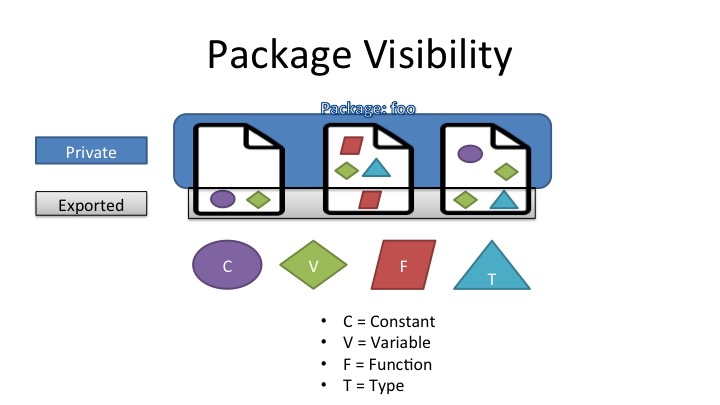 Package Visibility
Package: foo
Private
Exported
C
V
F
T
• C = Constant
• V = Variable
• F = Function
• T = Type